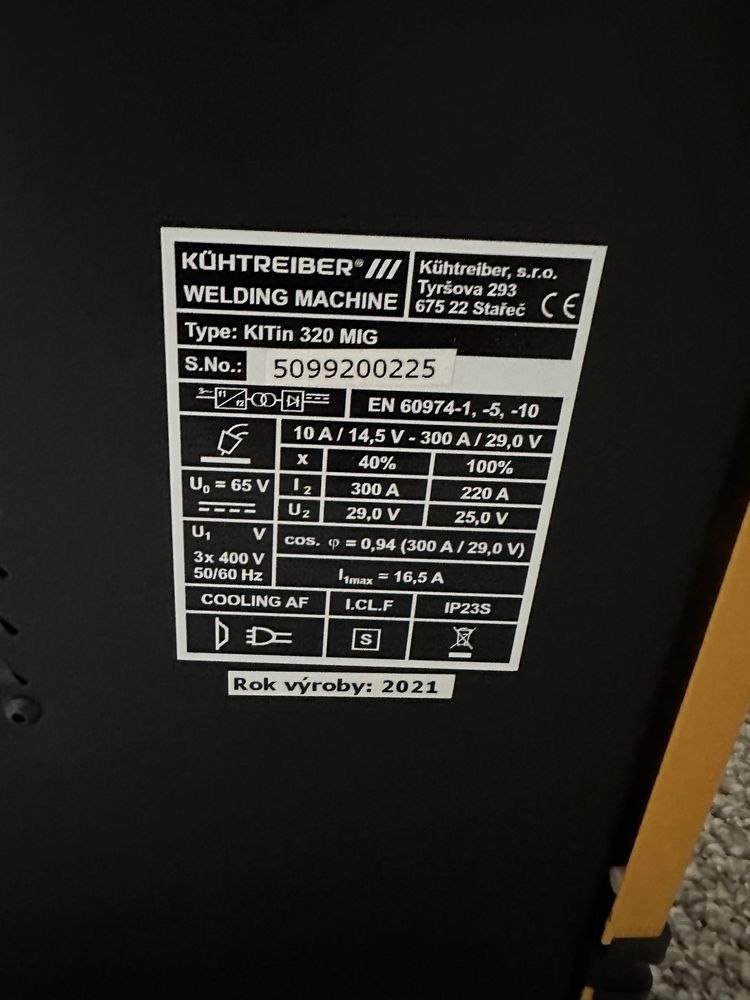 KÜHTREIBER® ///
WELDING MACHINE
Kühtreiber, s.r.o.
Tyršova 293
675 22 Stařeč
CE
Type: KITin 320 MIG
S.No.: 5099200225
3~ f1 f2
EN 60974-1, -5, -10
10 A / 14,5 V - 300 A / 29,0 V
X 40% 100%
U₀ = 65 V
I₂ 300 A 220 A
U₂ 29,0 V 25,0 V
U₁ V
3x 400 V
50/60 Hz
cos. φ = 0,94 (300 A / 29,0 V)
I₁max = 16,5 A
COOLING AF I.CL.F IP23S
S
Rok výroby: 2021